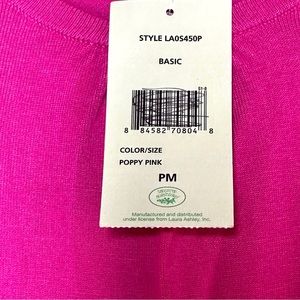 STYLE LA0S450P
BASIC
8 84582 70804 8
COLOR/SIZE
POPPY PINK
PM
Manufactured and distributed
under license from Laura Ashley, Inc.